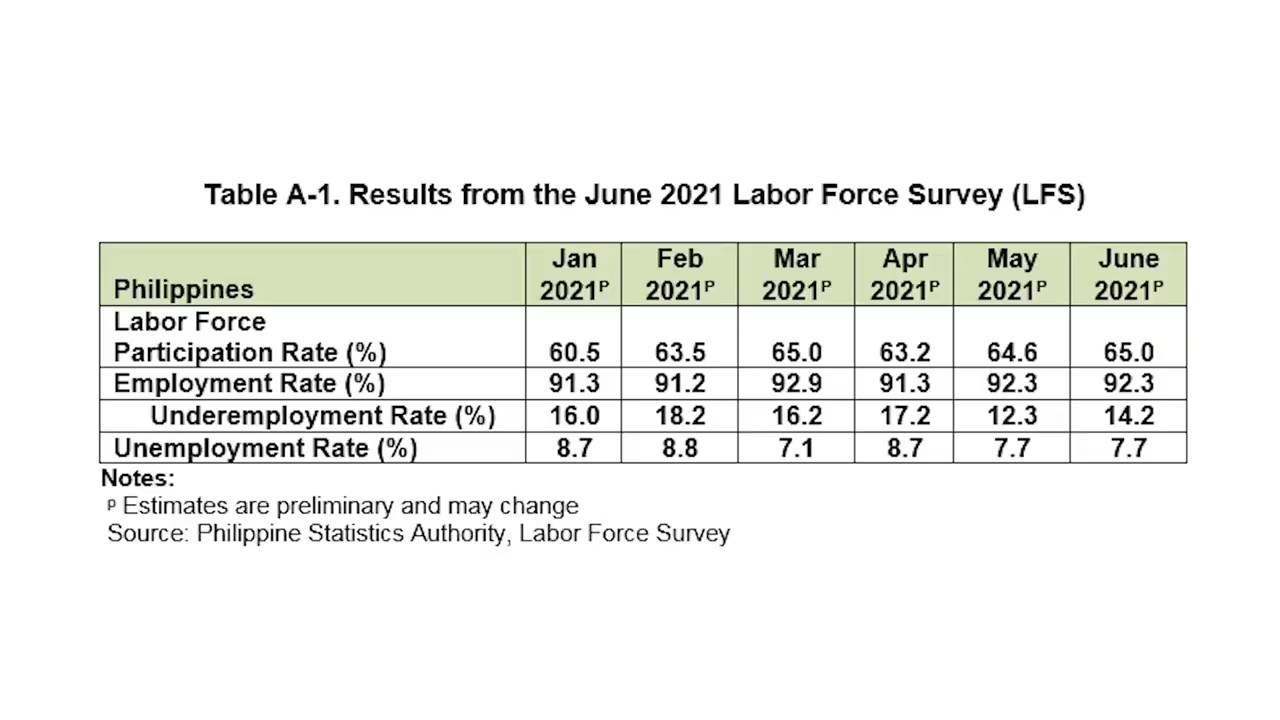 Table A-1. Results from the June 2021 Labor Force Survey (LFS)
Philippines Jan 2021ᴾ Feb 2021ᴾ Mar 2021ᴾ Apr 2021ᴾ May 2021ᴾ June 2021ᴾ
Labor Force
Participation Rate (%) 60.5 63.5 65.0 63.2 64.6 65.0
Employment Rate (%) 91.3 91.2 92.9 91.3 92.3 92.3
Underemployment Rate (%) 16.0 18.2 16.2 17.2 12.3 14.2
Unemployment Rate (%) 8.7 8.8 7.1 8.7 7.7 7.7
Notes:
ᵖ Estimates are preliminary and may change
Source: Philippine Statistics Authority, Labor Force Survey